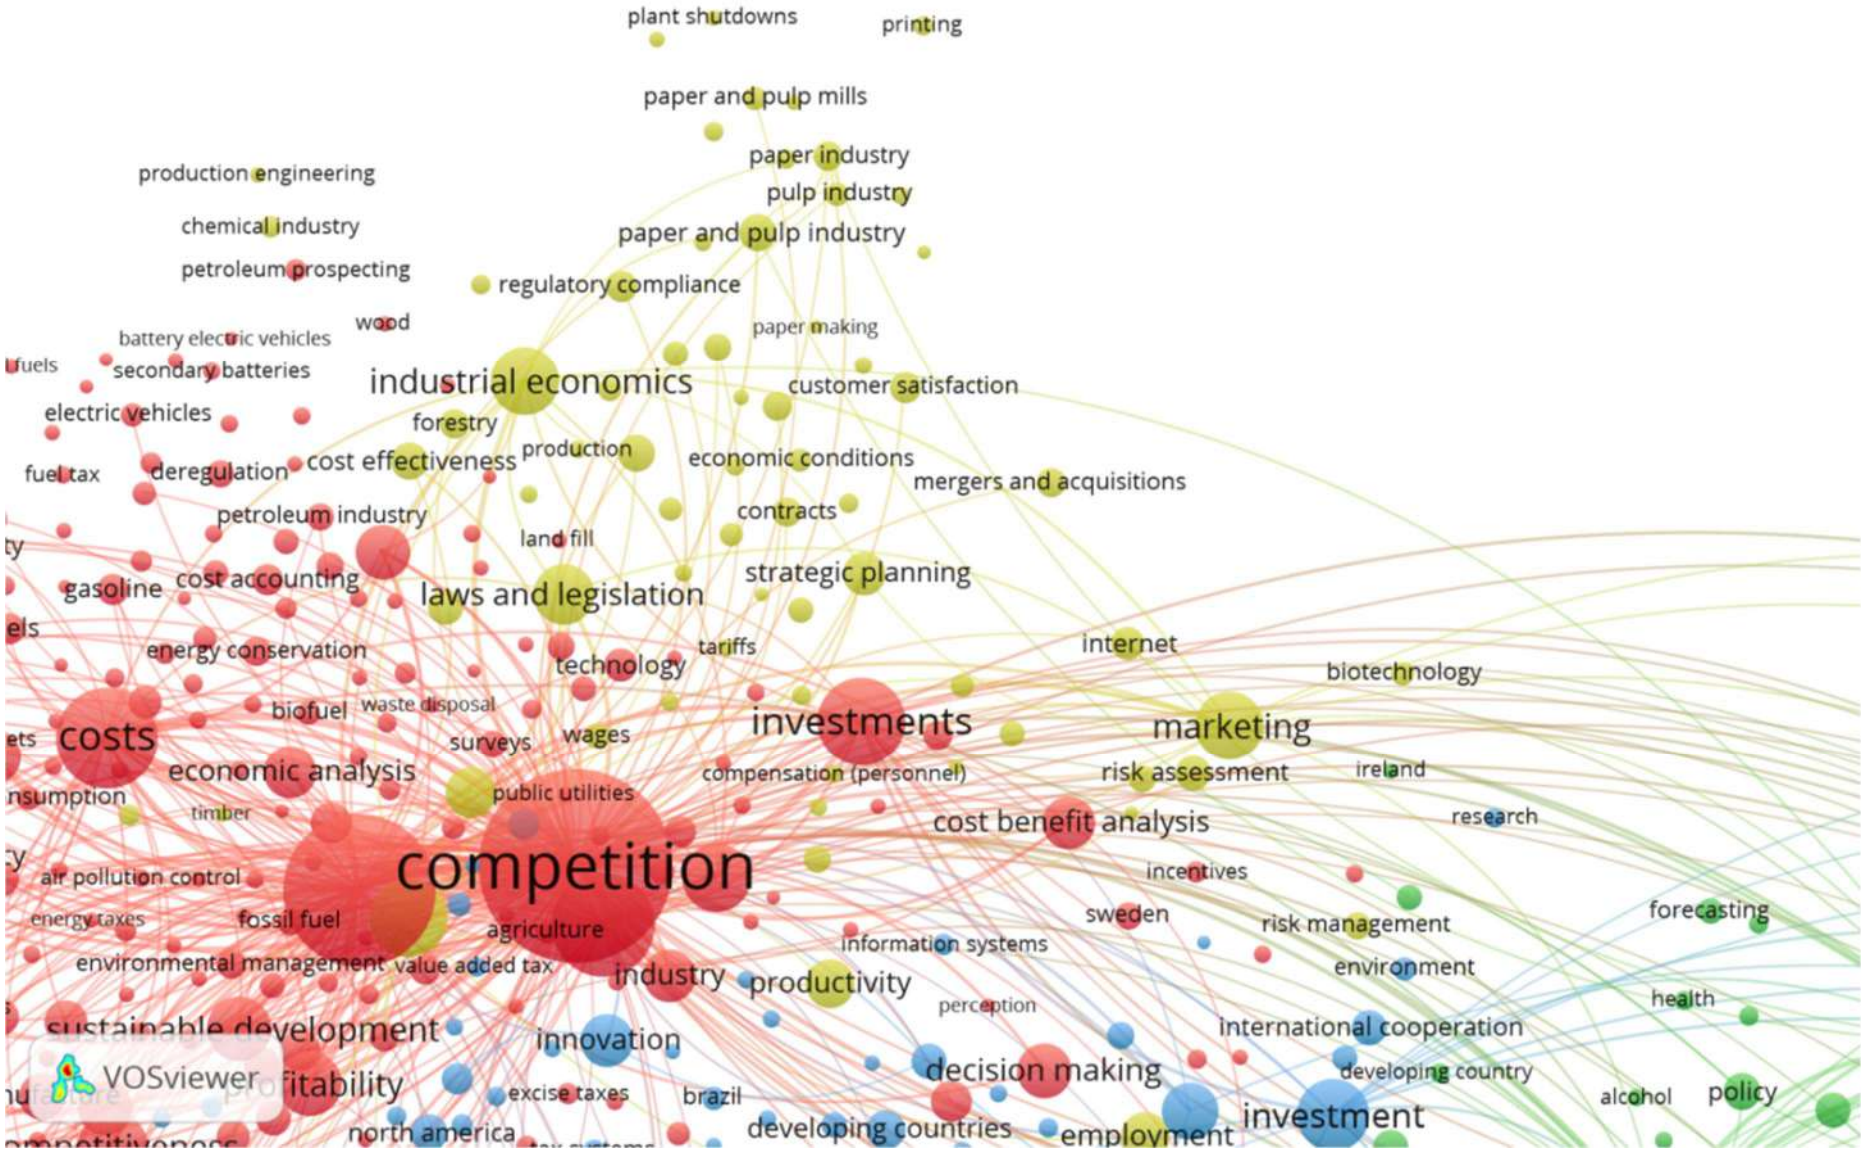 plant shutdowns
printing
paper and pulp mills
paper industry
production engineering
pulp industry
chemical industry
paper and pulp industry
petroleum prospecting
regulatory compliance
wood
paper making
battery electric vehicles
fuels
secondary batteries
industrial economics
customer satisfaction
electric vehicles
forestry
production
cost effectiveness
economic conditions
fuel tax
deregulation
mergers and acquisitions
petroleum industry
contracts
land fill
ty
strategic planning
cost accounting
gasoline
laws and legislation
els
internet
tariffs
energy conservation
technology
biotechnology
waste disposal
biofuel
investments
marketing
costs
ets
wages
surveys
economic analysis
compensation (personnel)
risk assessment
ireland
public utilities
nsumption
timber
research
cost benefit analysis
cy
competition
incentives
air pollution control
energy taxes
fossil fuel
agriculture
sweden
risk management
forecasting
information systems
environmental management
value added tax
industry
productivity
environment
perception
health
sustainable development
innovation
international cooperation
VOSviewer
fitability
decision making
developing country
excise taxes
brazil
alcohol
policy
investment
north america
developing countries
employment
tax systems
ompetitiveness